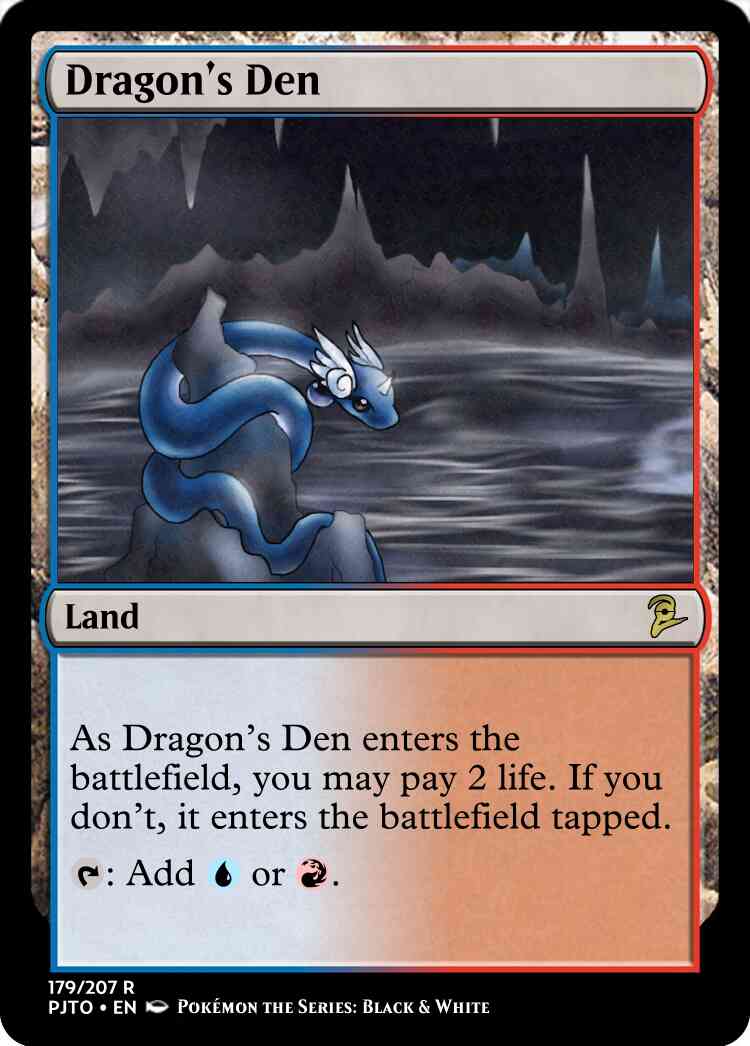 Dragon's Den
Land
As Dragon's Den enters the
battlefield, you may pay 2 life. If you
don't, it enters the battlefield tapped.
: Add or .
179/207 R
PJTO • EN Pokémon the Series: Black & White